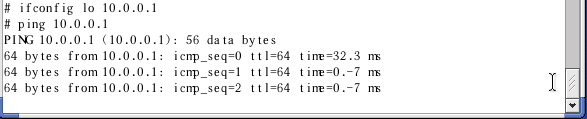 # ifconfig lo 10.0.0.1
# ping 10.0.0.1
PING 10.0.0.1 (10.0.0.1): 56 data bytes
64 bytes from 10.0.0.1: icmp_seq=0 ttl=64 time=32.3 ms
64 bytes from 10.0.0.1: icmp_seq=1 ttl=64 time=0.-7 ms
64 bytes from 10.0.0.1: icmp_seq=2 ttl=64 time=0.-7 ms